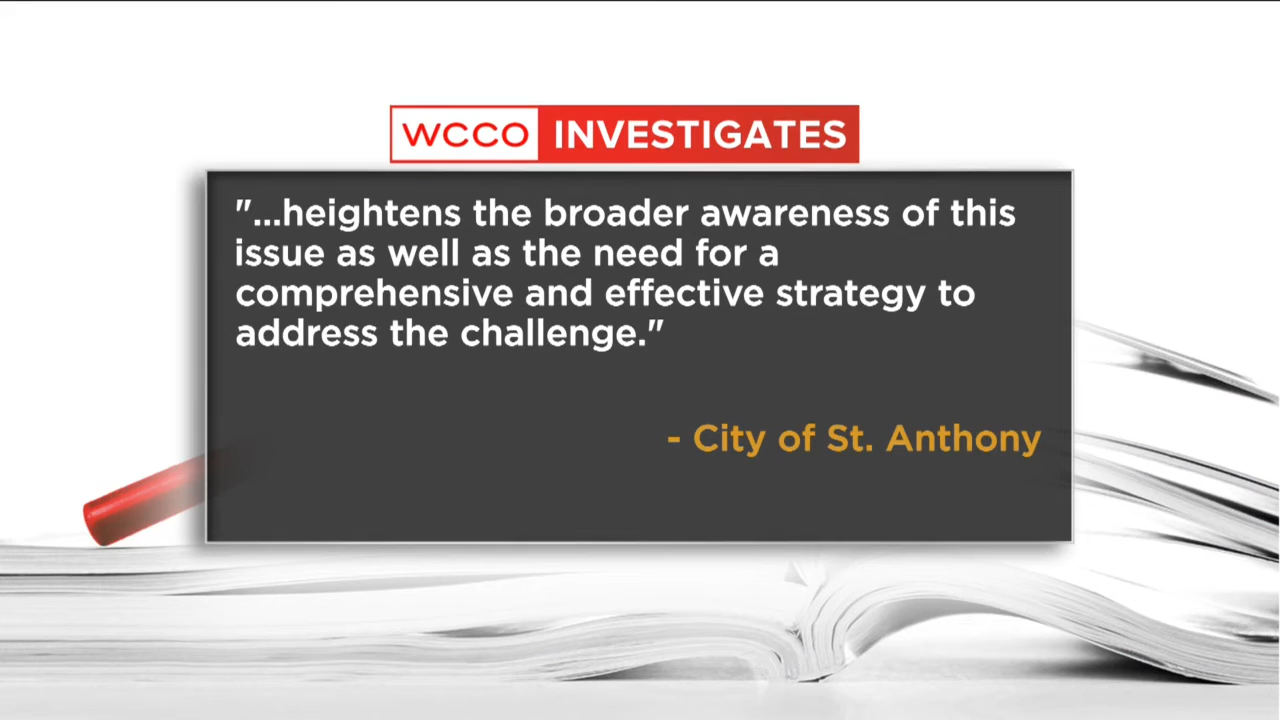 WCCO INVESTIGATES
"...heightens the broader awareness of this
issue as well as the need for a
comprehensive and effective strategy to
address the challenge."
- City of St. Anthony